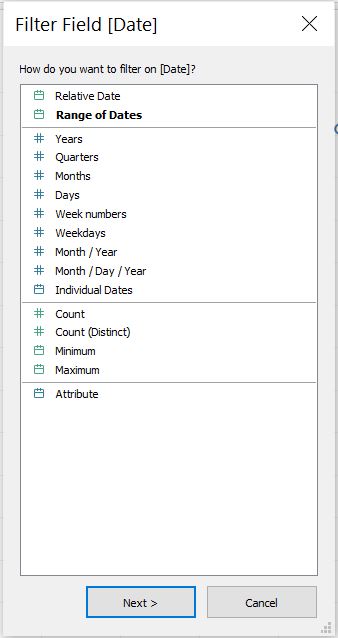 Filter Field [Date]
How do you want to filter on [Date]?
Relative Date
Range of Dates
Years
Quarters
Months
Days
Week numbers
Weekdays
Month / Year
Month / Day / Year
Individual Dates
Count
Count (Distinct)
Minimum
Maximum
Attribute
Next >
Cancel